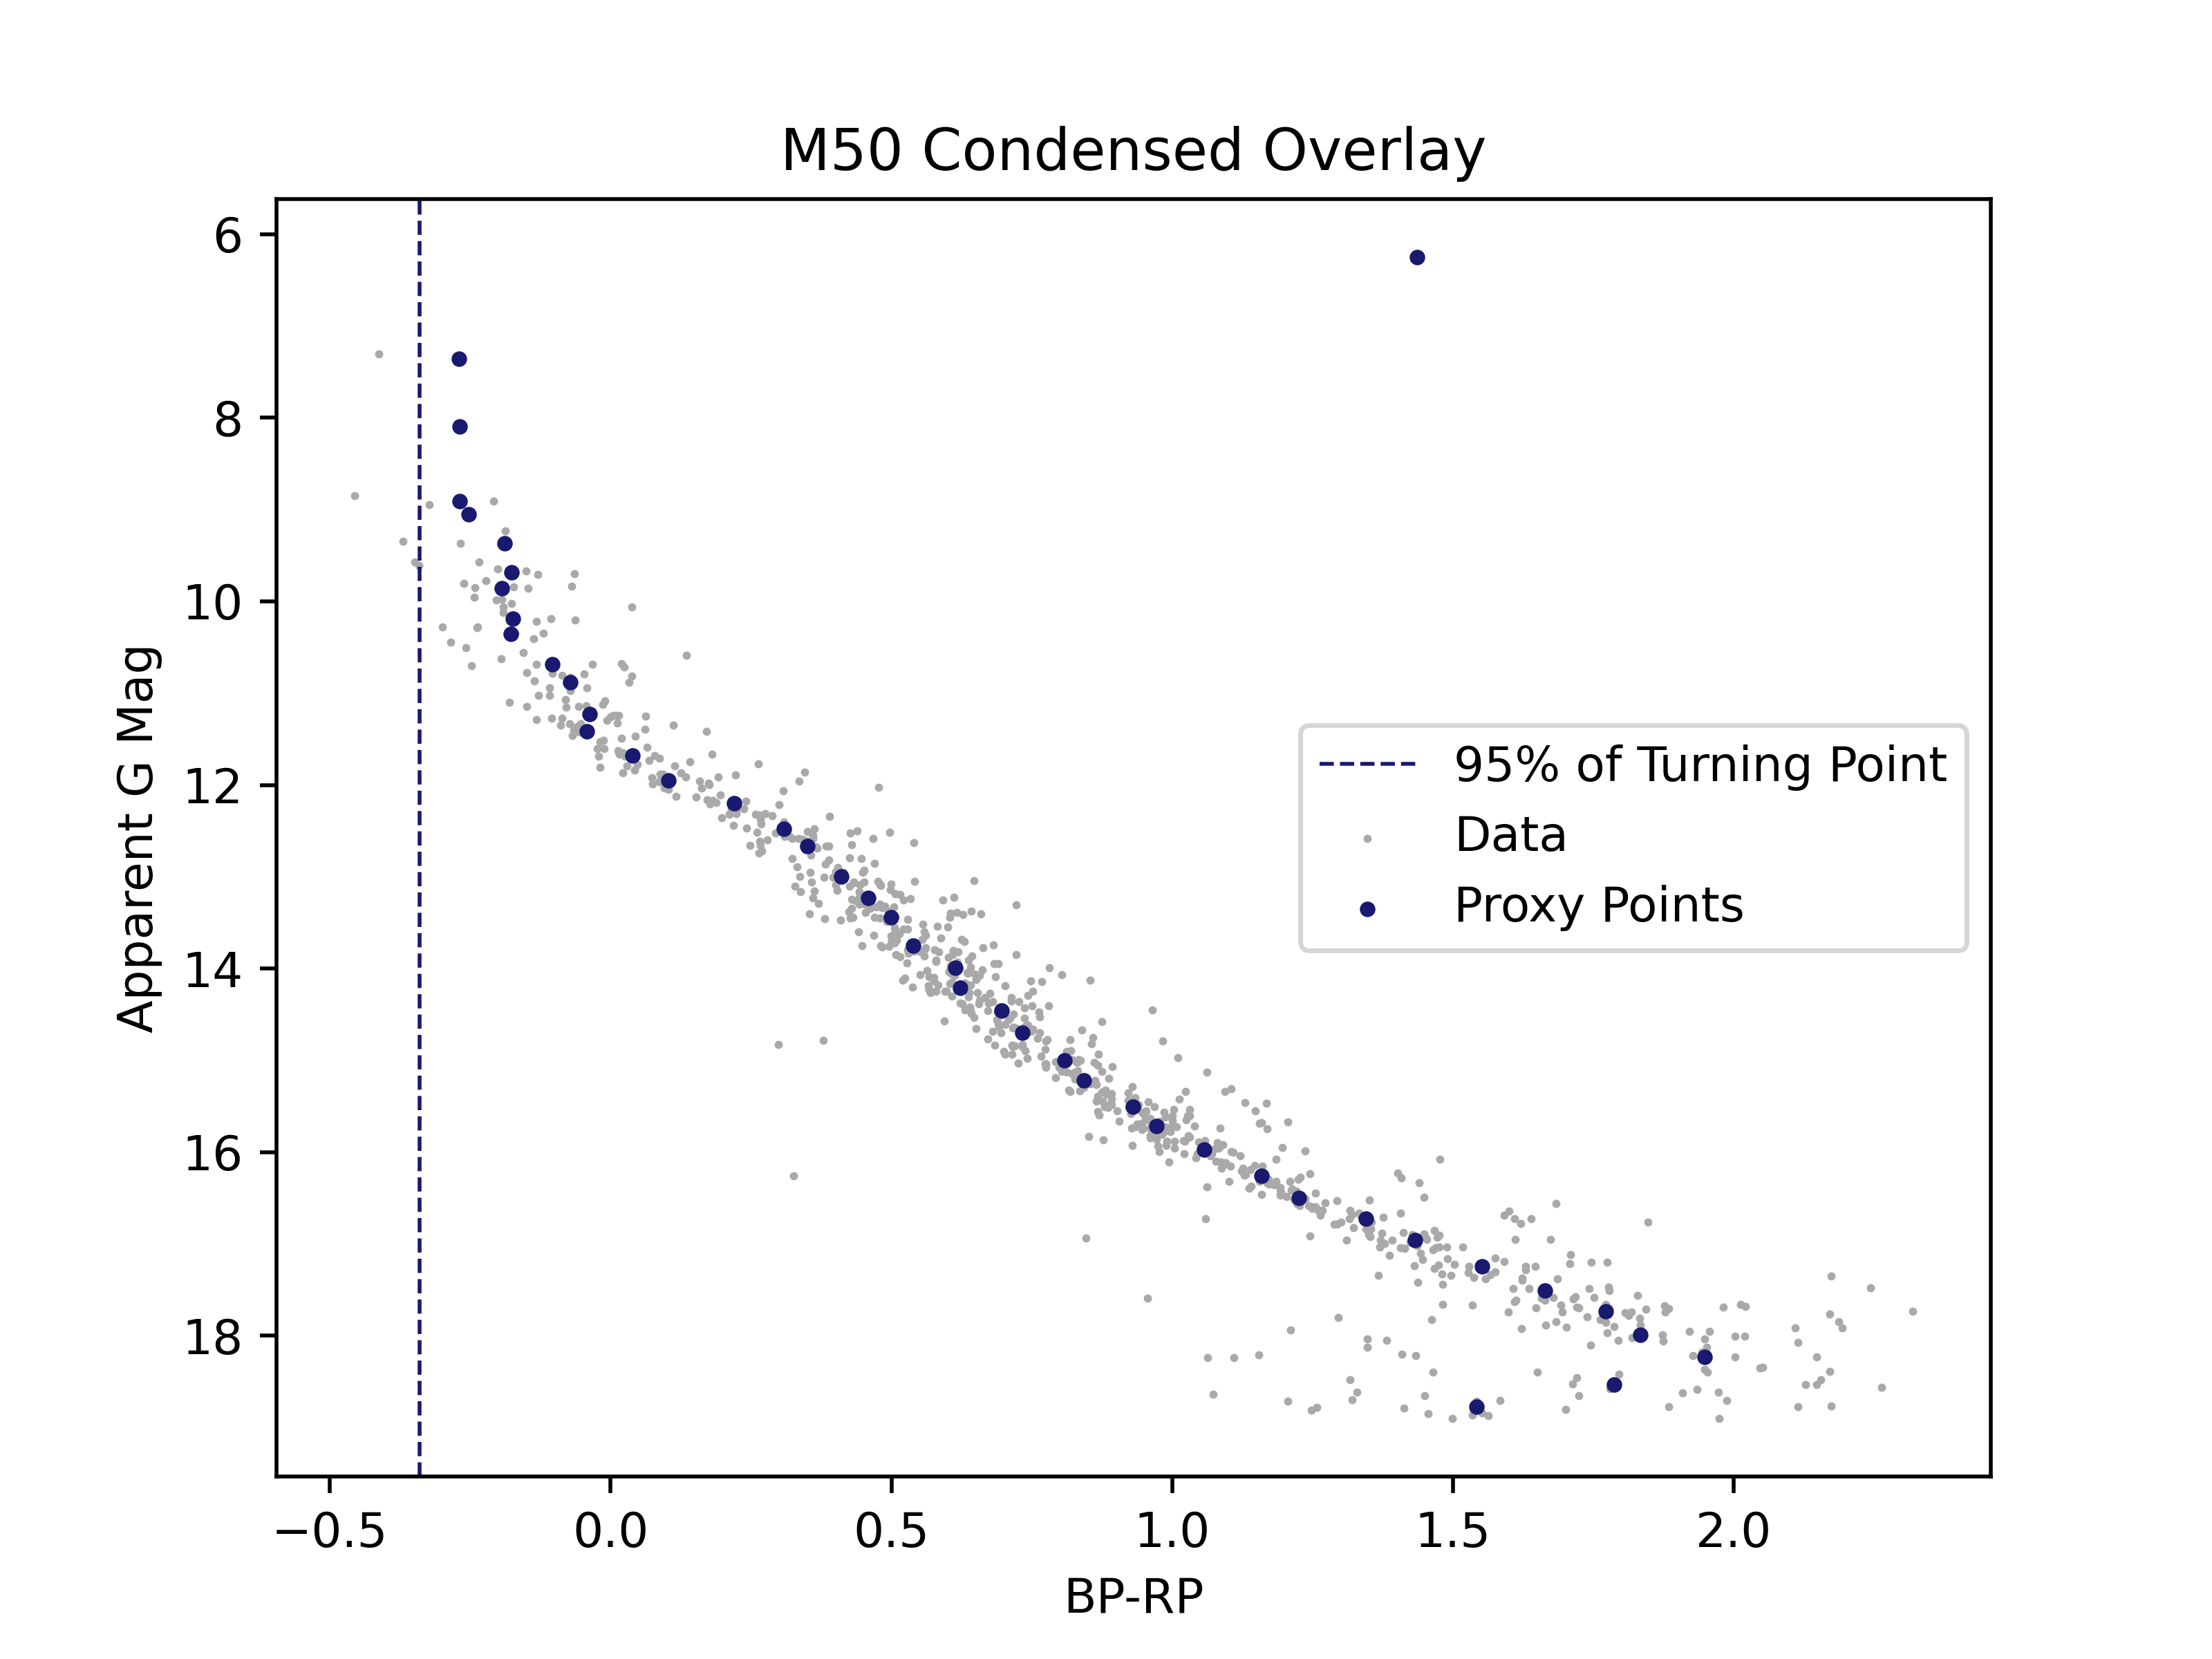 M50 Condensed Overlay
6
8
10
12
14
16
18
Apparent G Mag
95% of Turning Point
Data
Proxy Points
−0.5
0.0
0.5
1.0
1.5
2.0
BP-RP